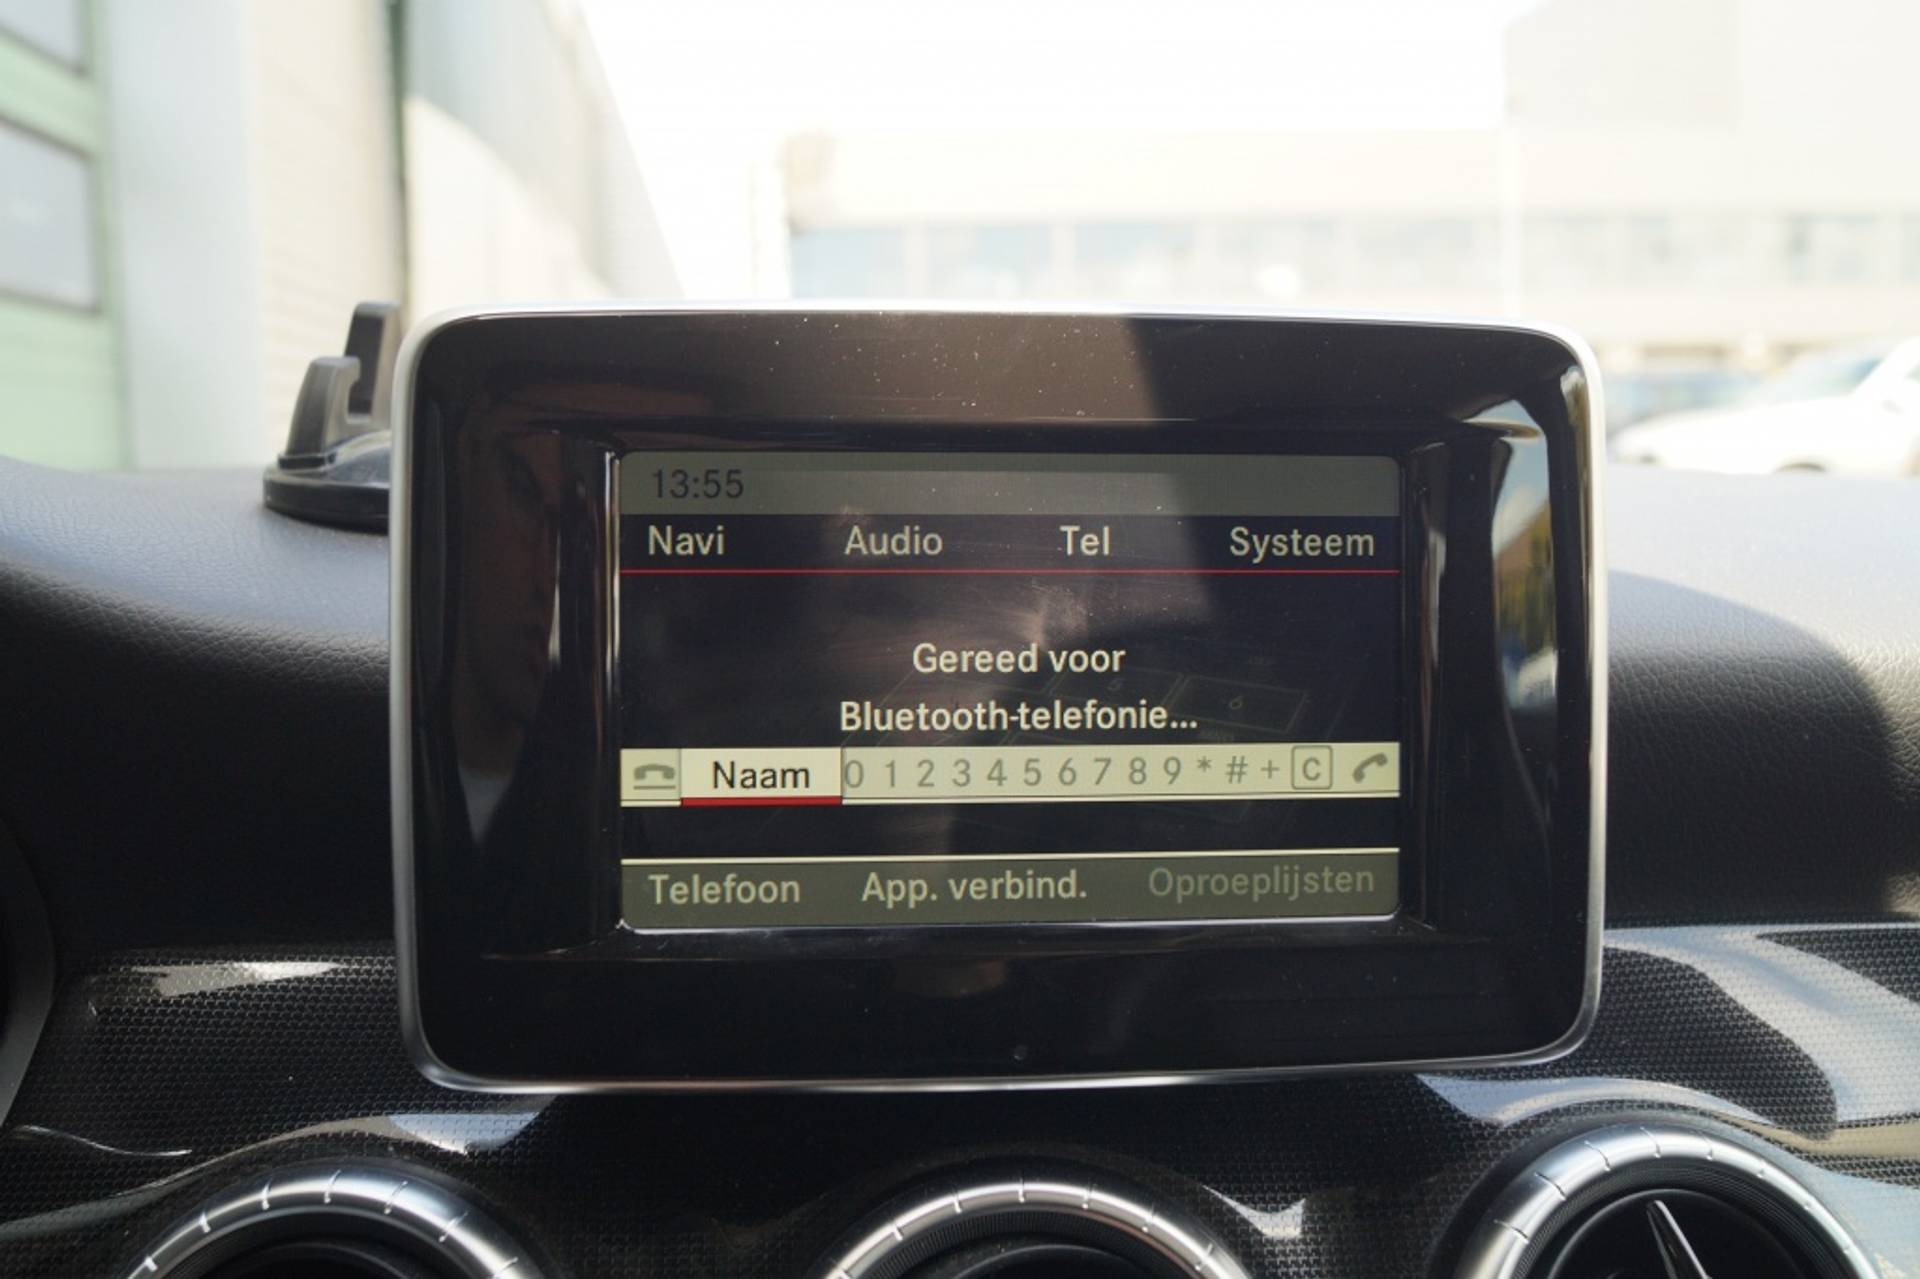 13:55
Navi Audio Tel Systeem
Gereed voor
Bluetooth-telefonie...
Naam 0 1 2 3 4 5 6 7 8 9 * # + C
Telefoon App. verbind. Oproeplijsten